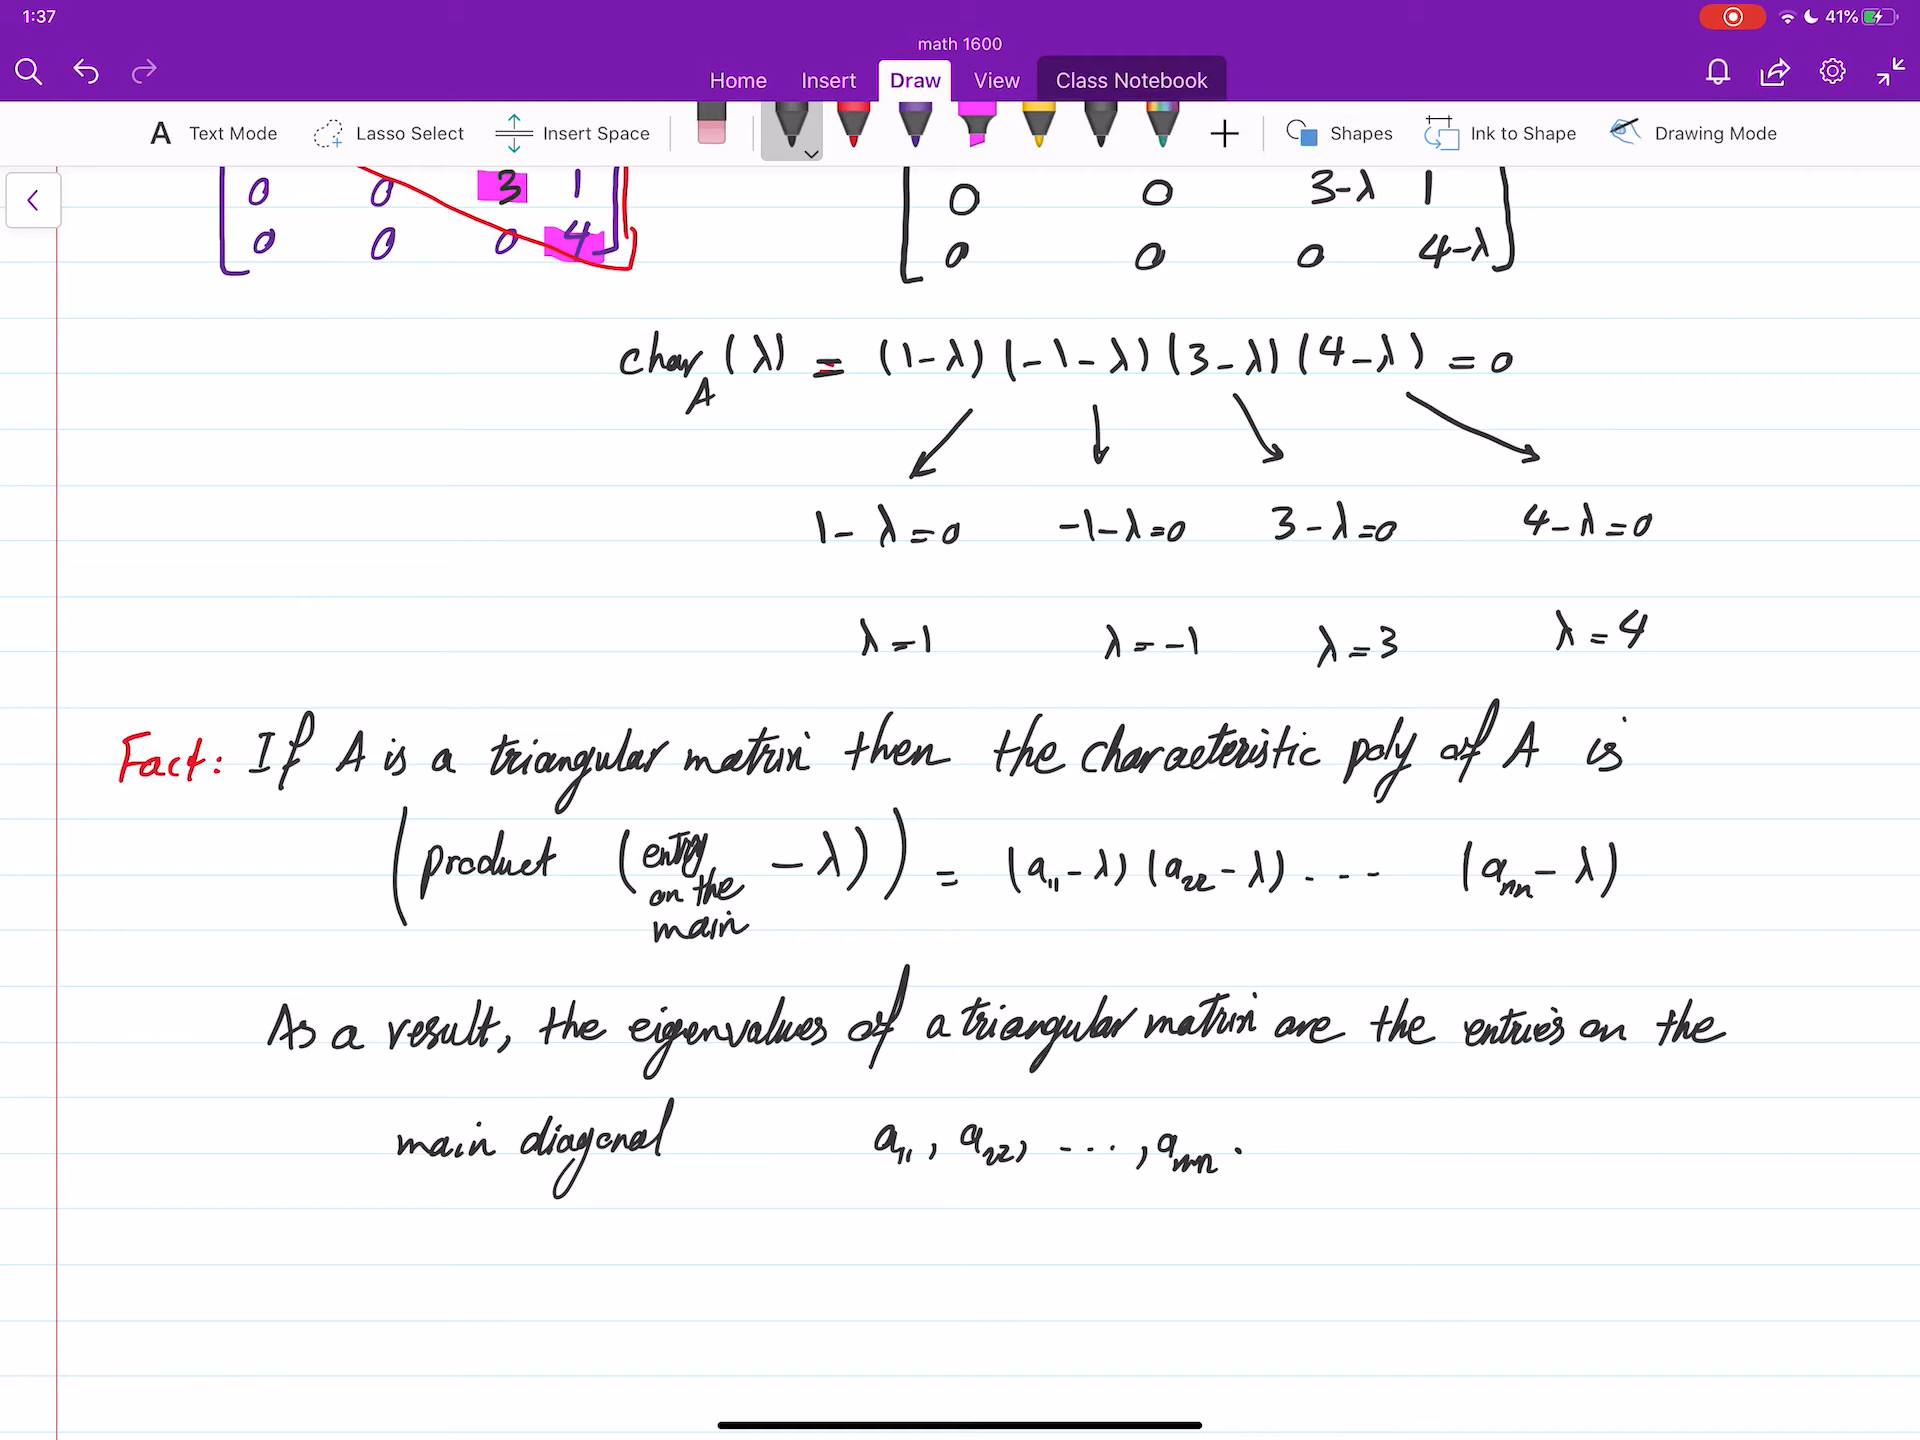 1:37
41%
math 1600
Home Insert Draw View Class Notebook
A Text Mode Lasso Select Insert Space Shapes Ink to Shape Drawing Mode
0 0 3 1
0 0 0 4
0 0 3-λ 1
0 0 0 4-λ
char_A (λ) = (1-λ)(-1-λ)(3-λ)(4-λ) = 0
1-λ=0 -1-λ=0 3-λ=0 4-λ=0
λ=1 λ=-1 λ=3 λ=4
Fact: If A is a triangular matrix then the characteristic poly of A is
(product (entry on the main - λ)) = (a₁₁-λ)(a₂₂-λ)---- (aₙₙ-λ)
As a result, the eigenvalues of a triangular matrix are the entries on the
main diagonal a₁₁, a₂₂, ----, aₙₙ.